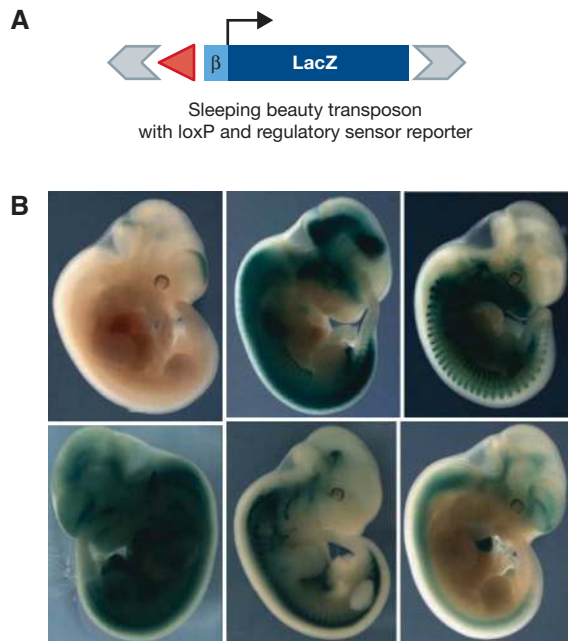 A
β LacZ
Sleeping beauty transposon
with loxP and regulatory sensor reporter
B